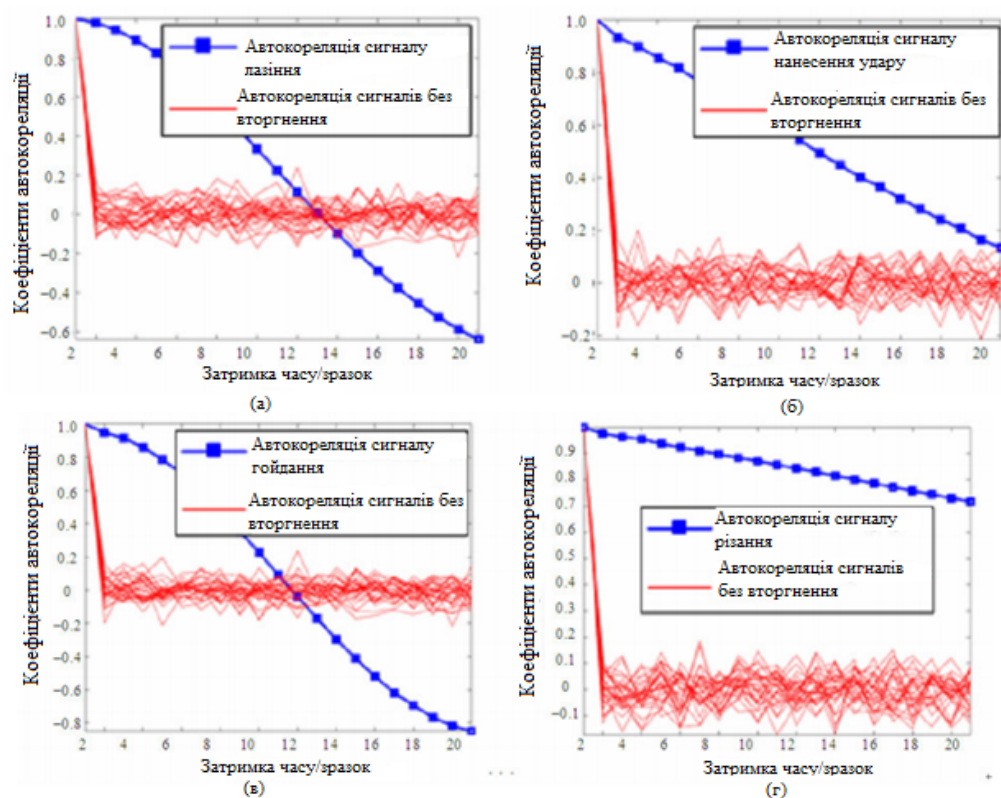 1.0
0.8
0.6
0.4
0.2
0
−0.2
−0.4
−0.6
Коефіцієнти автокореляції
Автокореляція сигналу
лазіння
Автокореляція сигналів без
вторгнення
2 4 6 8 10 12 14 16 18 20
Затримка часу/зразок
(а)
1.0
0.8
0.6
0.4
0.2
0
−0.2
Коефіцієнти автокореляції
Автокореляція сигналу
нанесення удару
Автокореляція сигналів без
вторгнення
2 4 6 8 10 12 14 16 18 20
Затримка часу/зразок
(б)
1.0
0.8
0.6
0.4
0.2
0
−0.2
−0.4
−0.6
−0.8
Коефіцієнти автокореляції
Автокореляція сигналу
гойдання
Автокореляція сигналів без
вторгнення
2 4 6 8 10 12 14 16 18 20
Затримка часу/зразок
(в)
0.9
0.8
0.7
0.6
0.5
0.4
0.3
0.2
0.1
0
−0.1
Коефіцієнти автокореляції
Автокореляція сигналу
різання
Автокореляція сигналів
без вторгнення
2 4 6 8 10 12 14 16 18 20
Затримка часу/зразок
(г)